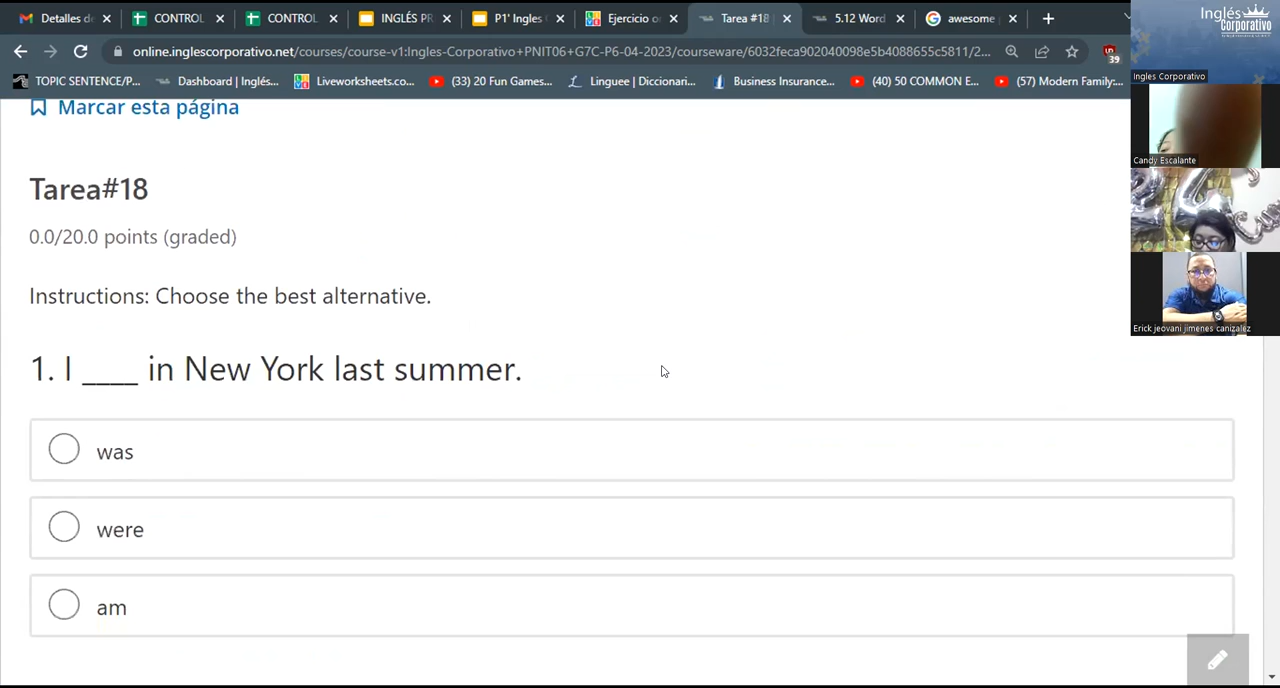 Detalles de
CONTROL
CONTROL
INGLÉS PR
P1' Ingles
Ejercicio o
Tarea #18
5.12 Word
awesome
online.inglescorporativo.net/courses/course-v1:Ingles-Corporativo+PNIT06+G7C-P6-04-2023/courseware/6032feca902040098e5b4088655c5811/2...
39
TOPIC SENTENCE/P...
Dashboard | Inglés...
Liveworksheets.co...
(33) 20 Fun Games...
Linguee | Diccionari...
Business Insurance...
(40) 50 COMMON E...
(57) Modern Family:...
Inglés
Corporativo
Ingles Corporativo
Candy Escalante
Erick jeovani jimenes canizalez
Marcar esta página
Tarea#18
0.0/20.0 points (graded)
Instructions: Choose the best alternative.
1. I ____ in New York last summer.
was
were
am